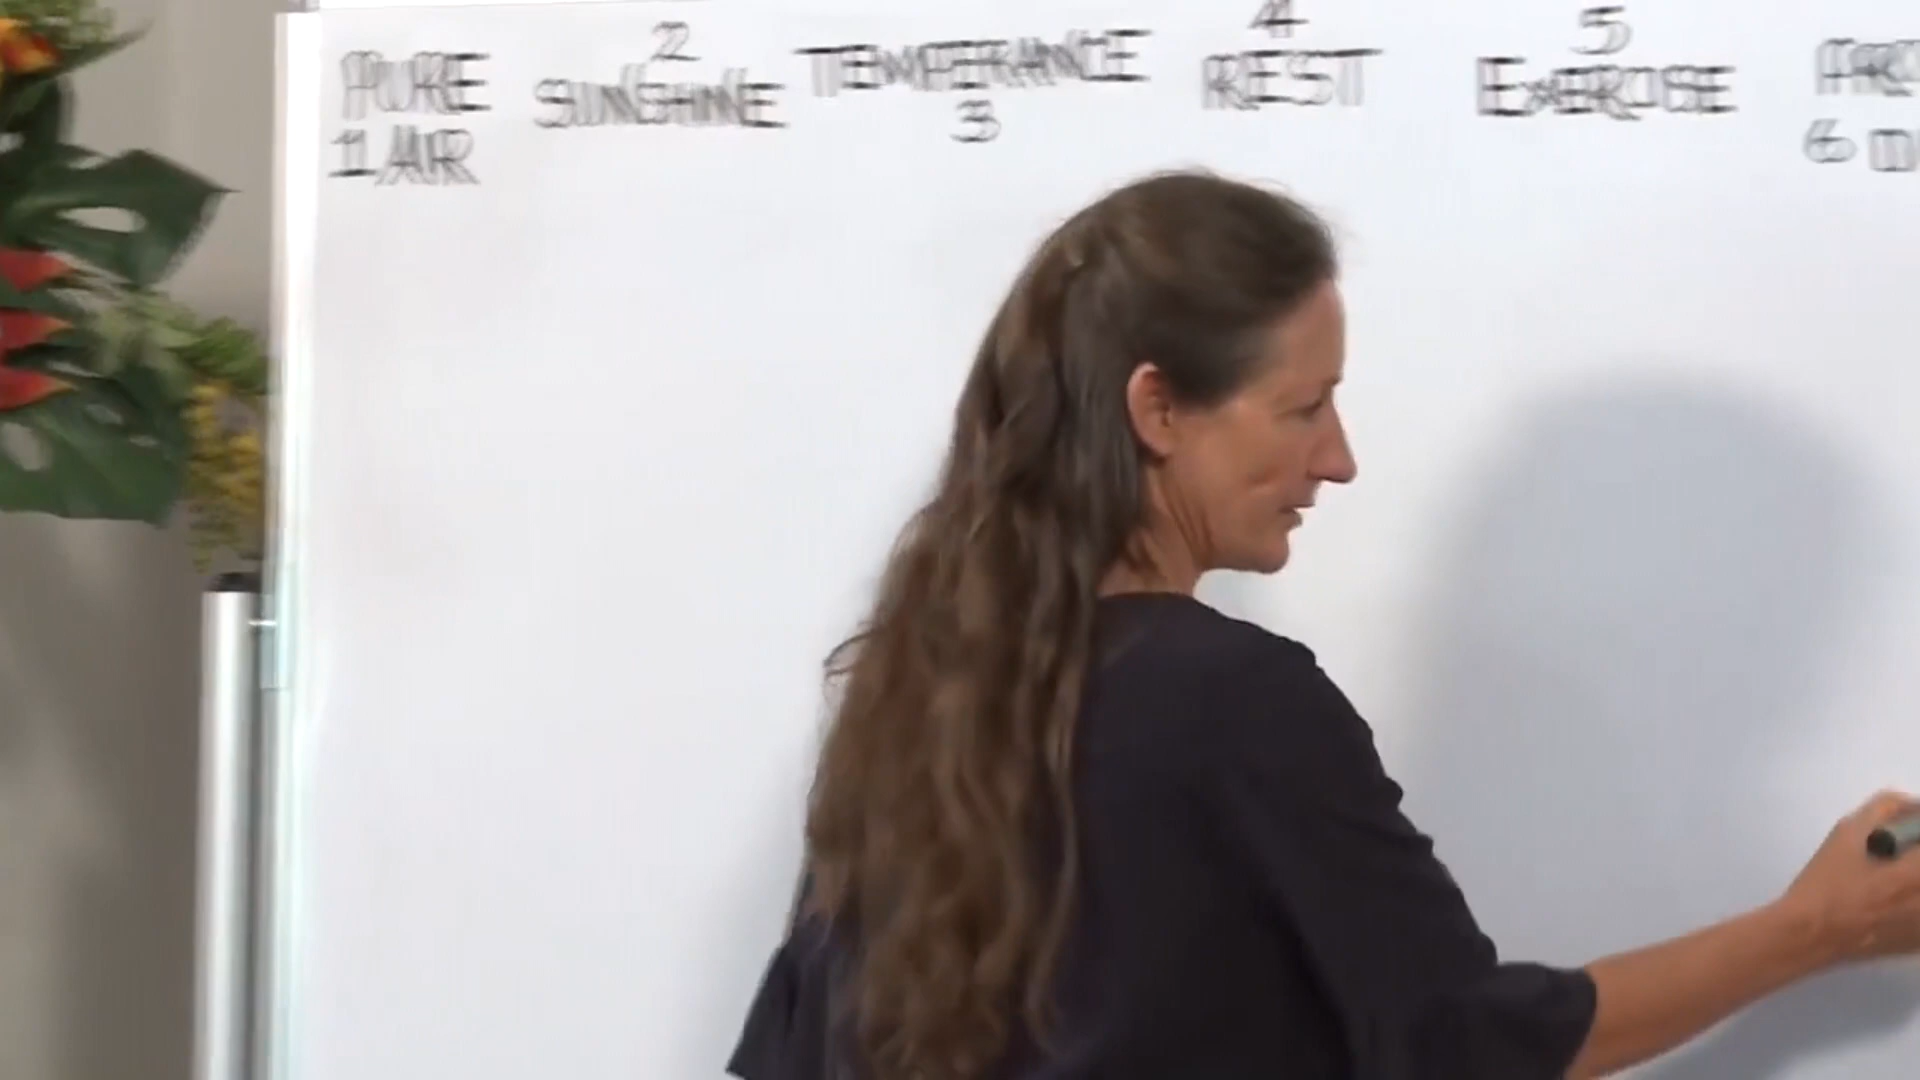 PURE
1 AIR
2
SUNSHINE
TEMPERANCE
3
4
REST
5
EXERCISE
6